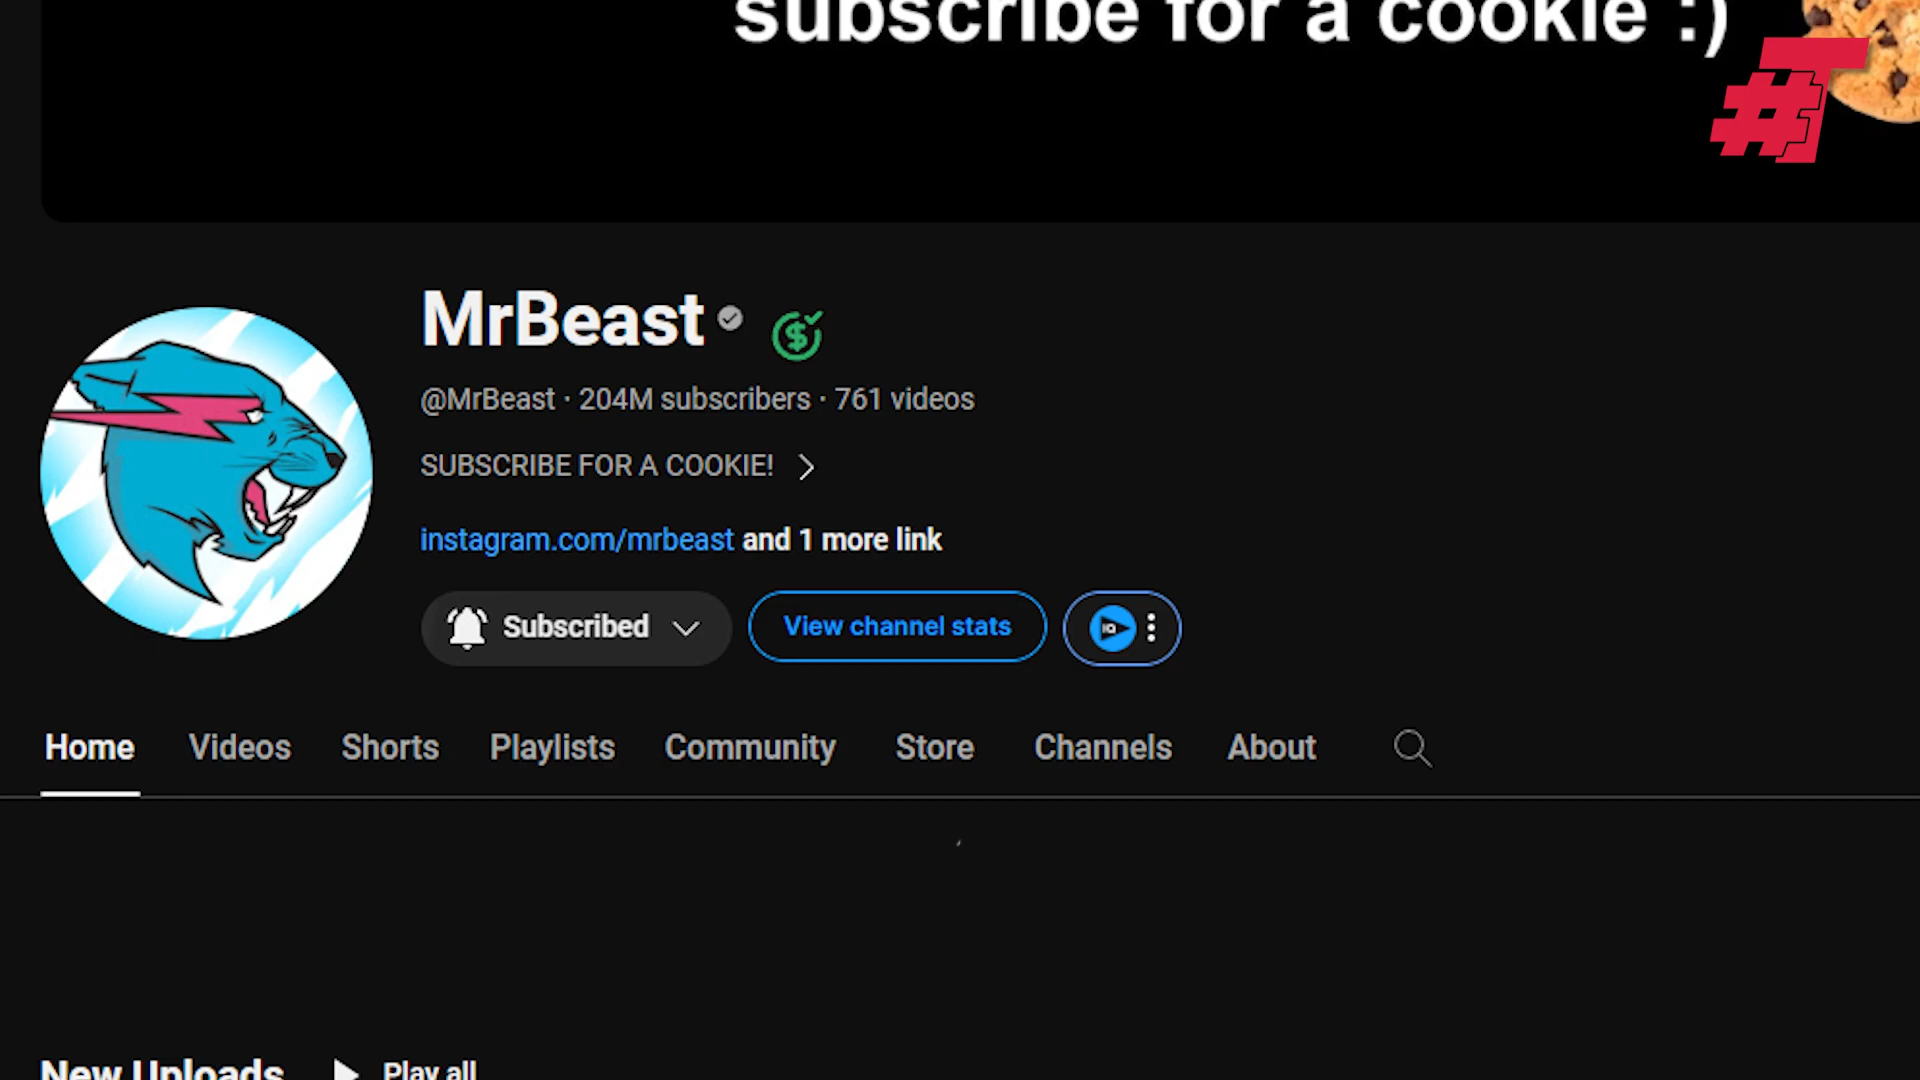 subscribe for a cookie :)
#T
MrBeast
@MrBeast · 204M subscribers · 761 videos
SUBSCRIBE FOR A COOKIE!
instagram.com/mrbeast and 1 more link
Subscribed
View channel stats
IQ
Home Videos Shorts Playlists Community Store Channels About
New Uploads Play all